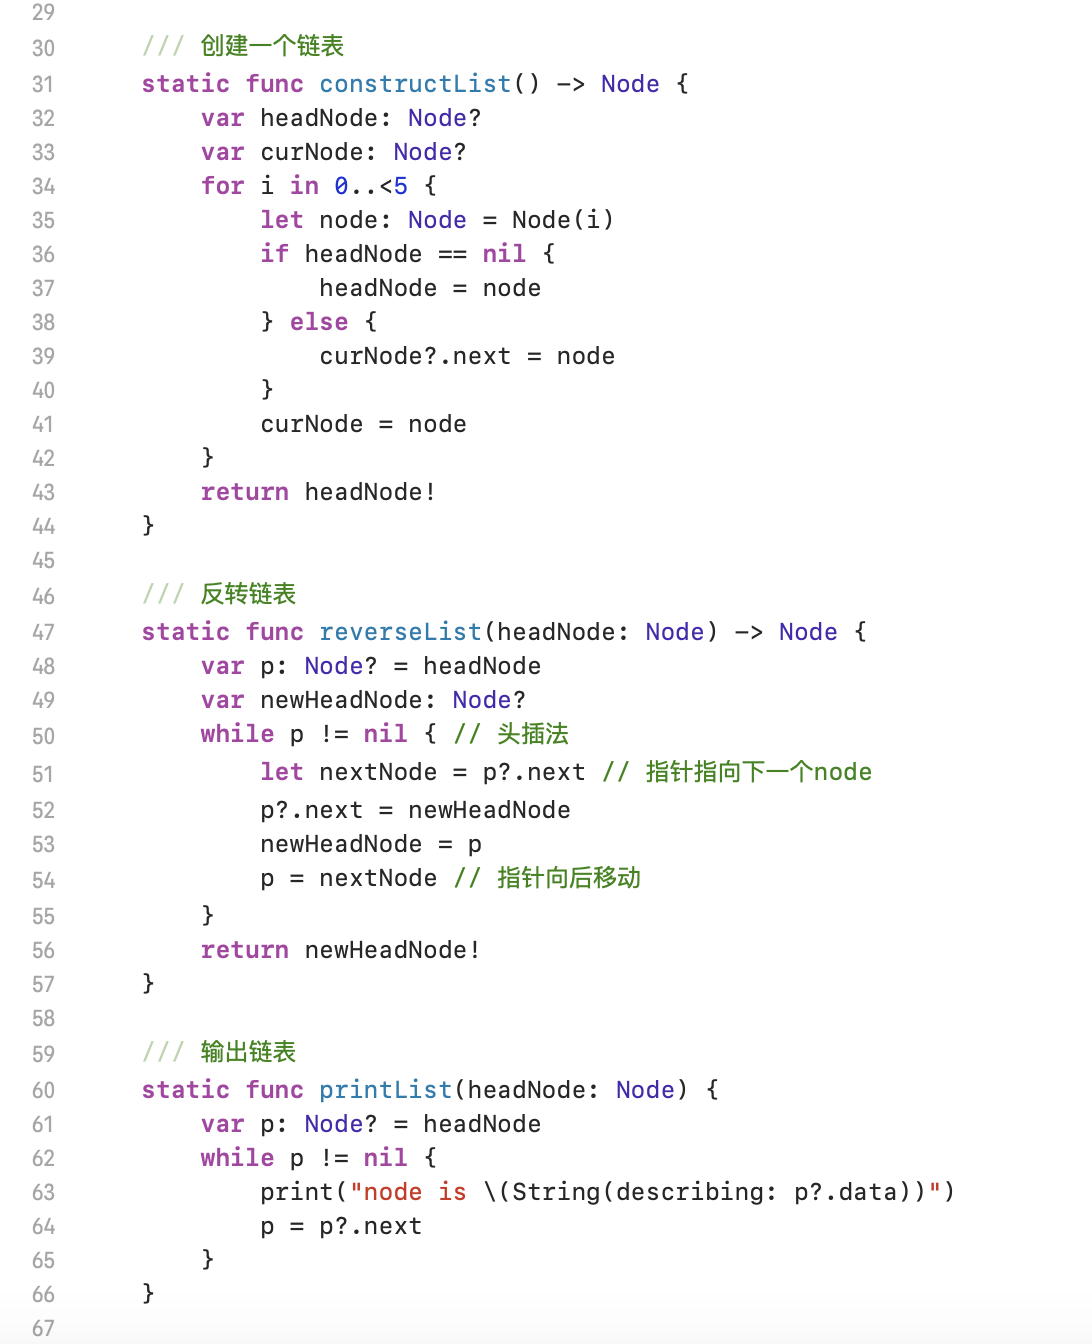 29
30 /// 创建一个链表
31 static func constructList() -> Node {
32 var headNode: Node?
33 var curNode: Node?
34 for i in 0..<5 {
35 let node: Node = Node(i)
36 if headNode == nil {
37 headNode = node
38 } else {
39 curNode?.next = node
40 }
41 curNode = node
42 }
43 return headNode!
44 }
45
46 /// 反转链表
47 static func reverseList(headNode: Node) -> Node {
48 var p: Node? = headNode
49 var newHeadNode: Node?
50 while p != nil { // 头插法
51 let nextNode = p?.next // 指针指向下一个node
52 p?.next = newHeadNode
53 newHeadNode = p
54 p = nextNode // 指针向后移动
55 }
56 return newHeadNode!
57 }
58
59 /// 输出链表
60 static func printList(headNode: Node) {
61 var p: Node? = headNode
62 while p != nil {
63 print("node is \(String(describing: p?.data))")
64 p = p?.next
65 }
66 }
67